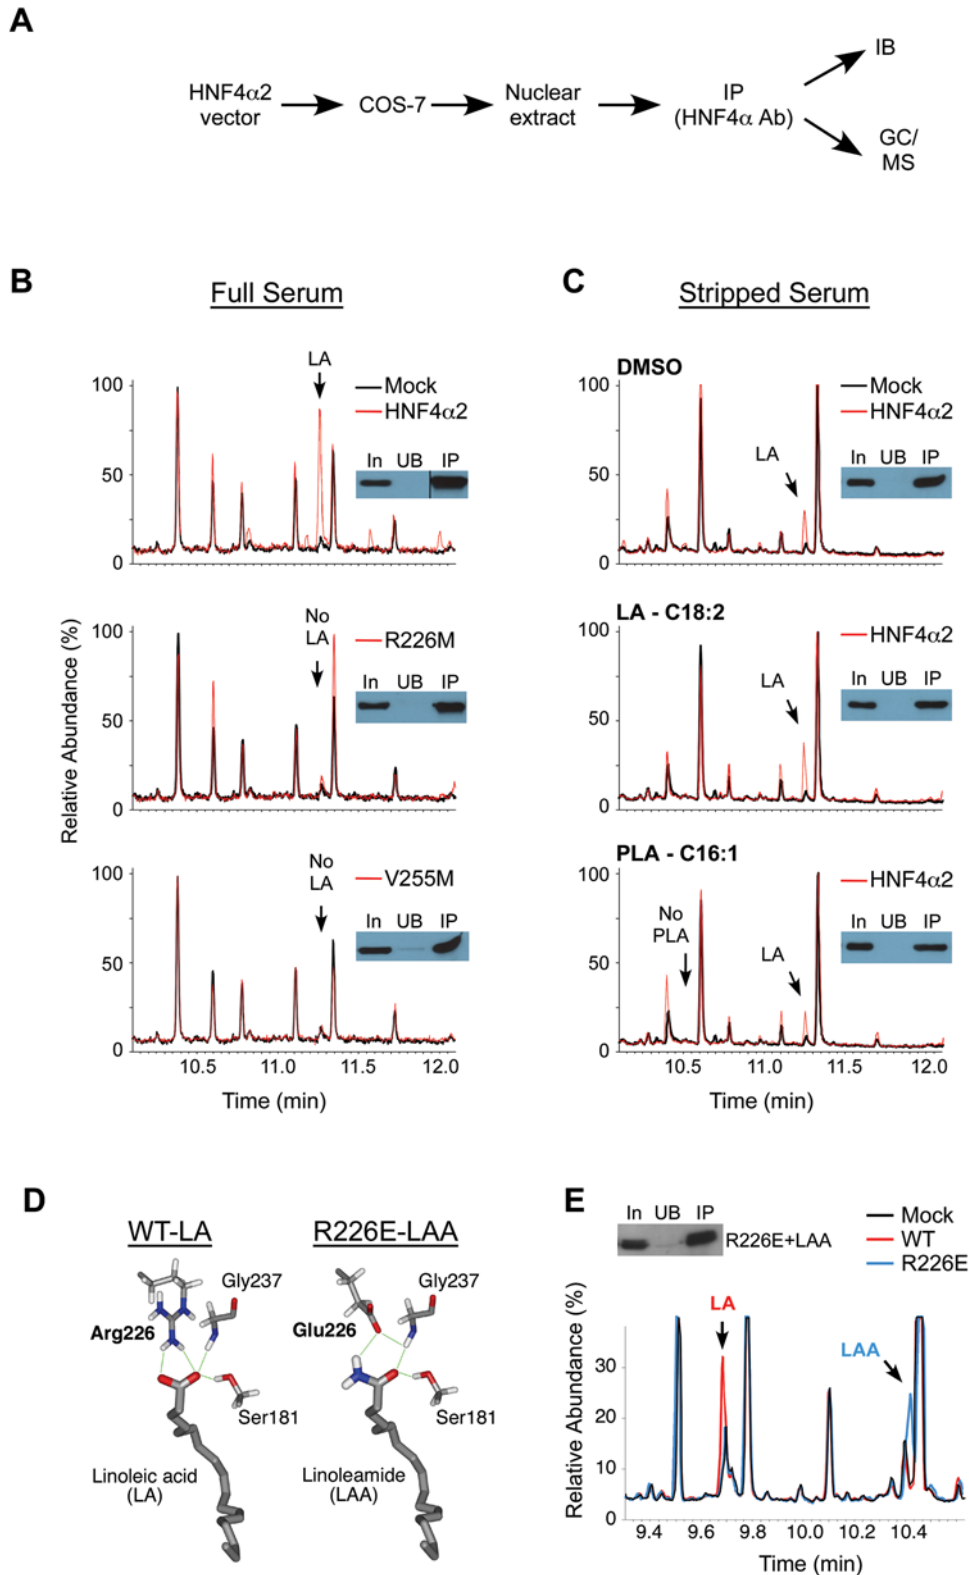 A
HNF4α2
vector
COS-7
Nuclear
extract
IP
(HNF4α Ab)
IB
GC/
MS
B
Full Serum
LA
Mock
HNF4α2
In UB IP
100
50
0
No
LA
R226M
In UB IP
100
50
0
No
LA
V255M
In UB IP
100
50
0
Relative Abundance (%)
10.5 11.0 11.5 12.0
Time (min)
C
Stripped Serum
DMSO
Mock
HNF4α2
LA
In UB IP
100
50
0
LA - C18:2
HNF4α2
LA
In UB IP
100
50
0
PLA - C16:1
HNF4α2
No
PLA
LA
In UB IP
100
50
0
10.5 11.0 11.5 12.0
Time (min)
D
WT-LA
Gly237
Arg226
Ser181
Linoleic acid
(LA)
R226E-LAA
Gly237
Glu226
Ser181
Linoleamide
(LAA)
E
In UB IP
R226E+LAA
Mock
WT
R226E
LA
LAA
Relative Abundance (%)
30
20
10
0
9.4 9.6 9.8 10.0 10.2 10.4
Time (min)